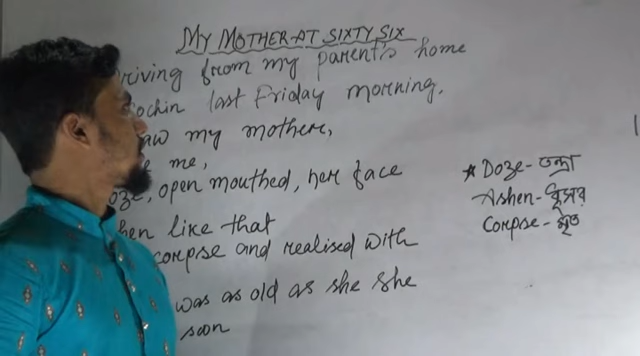 MY MOTHER AT SIXTY SIX
riving from my parent's home
ochin last Friday morning.
aw my mother,
e me,
oze, open mouthed, her face
hen like that
corpse and realised with
was as old as she she
soon
* Doze - তন্দ্রা
Ashen - ধূসর
Corpse - মৃত